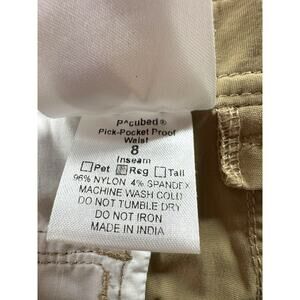 P^cubed®
Pick-Pocket Proof
Waist
8
Inseam
Pet Reg Tall
96% NYLON 4% SPANDEX
MACHINE WASH COLD
DO NOT TUMBLE DRY
DO NOT IRON
MADE IN INDIA